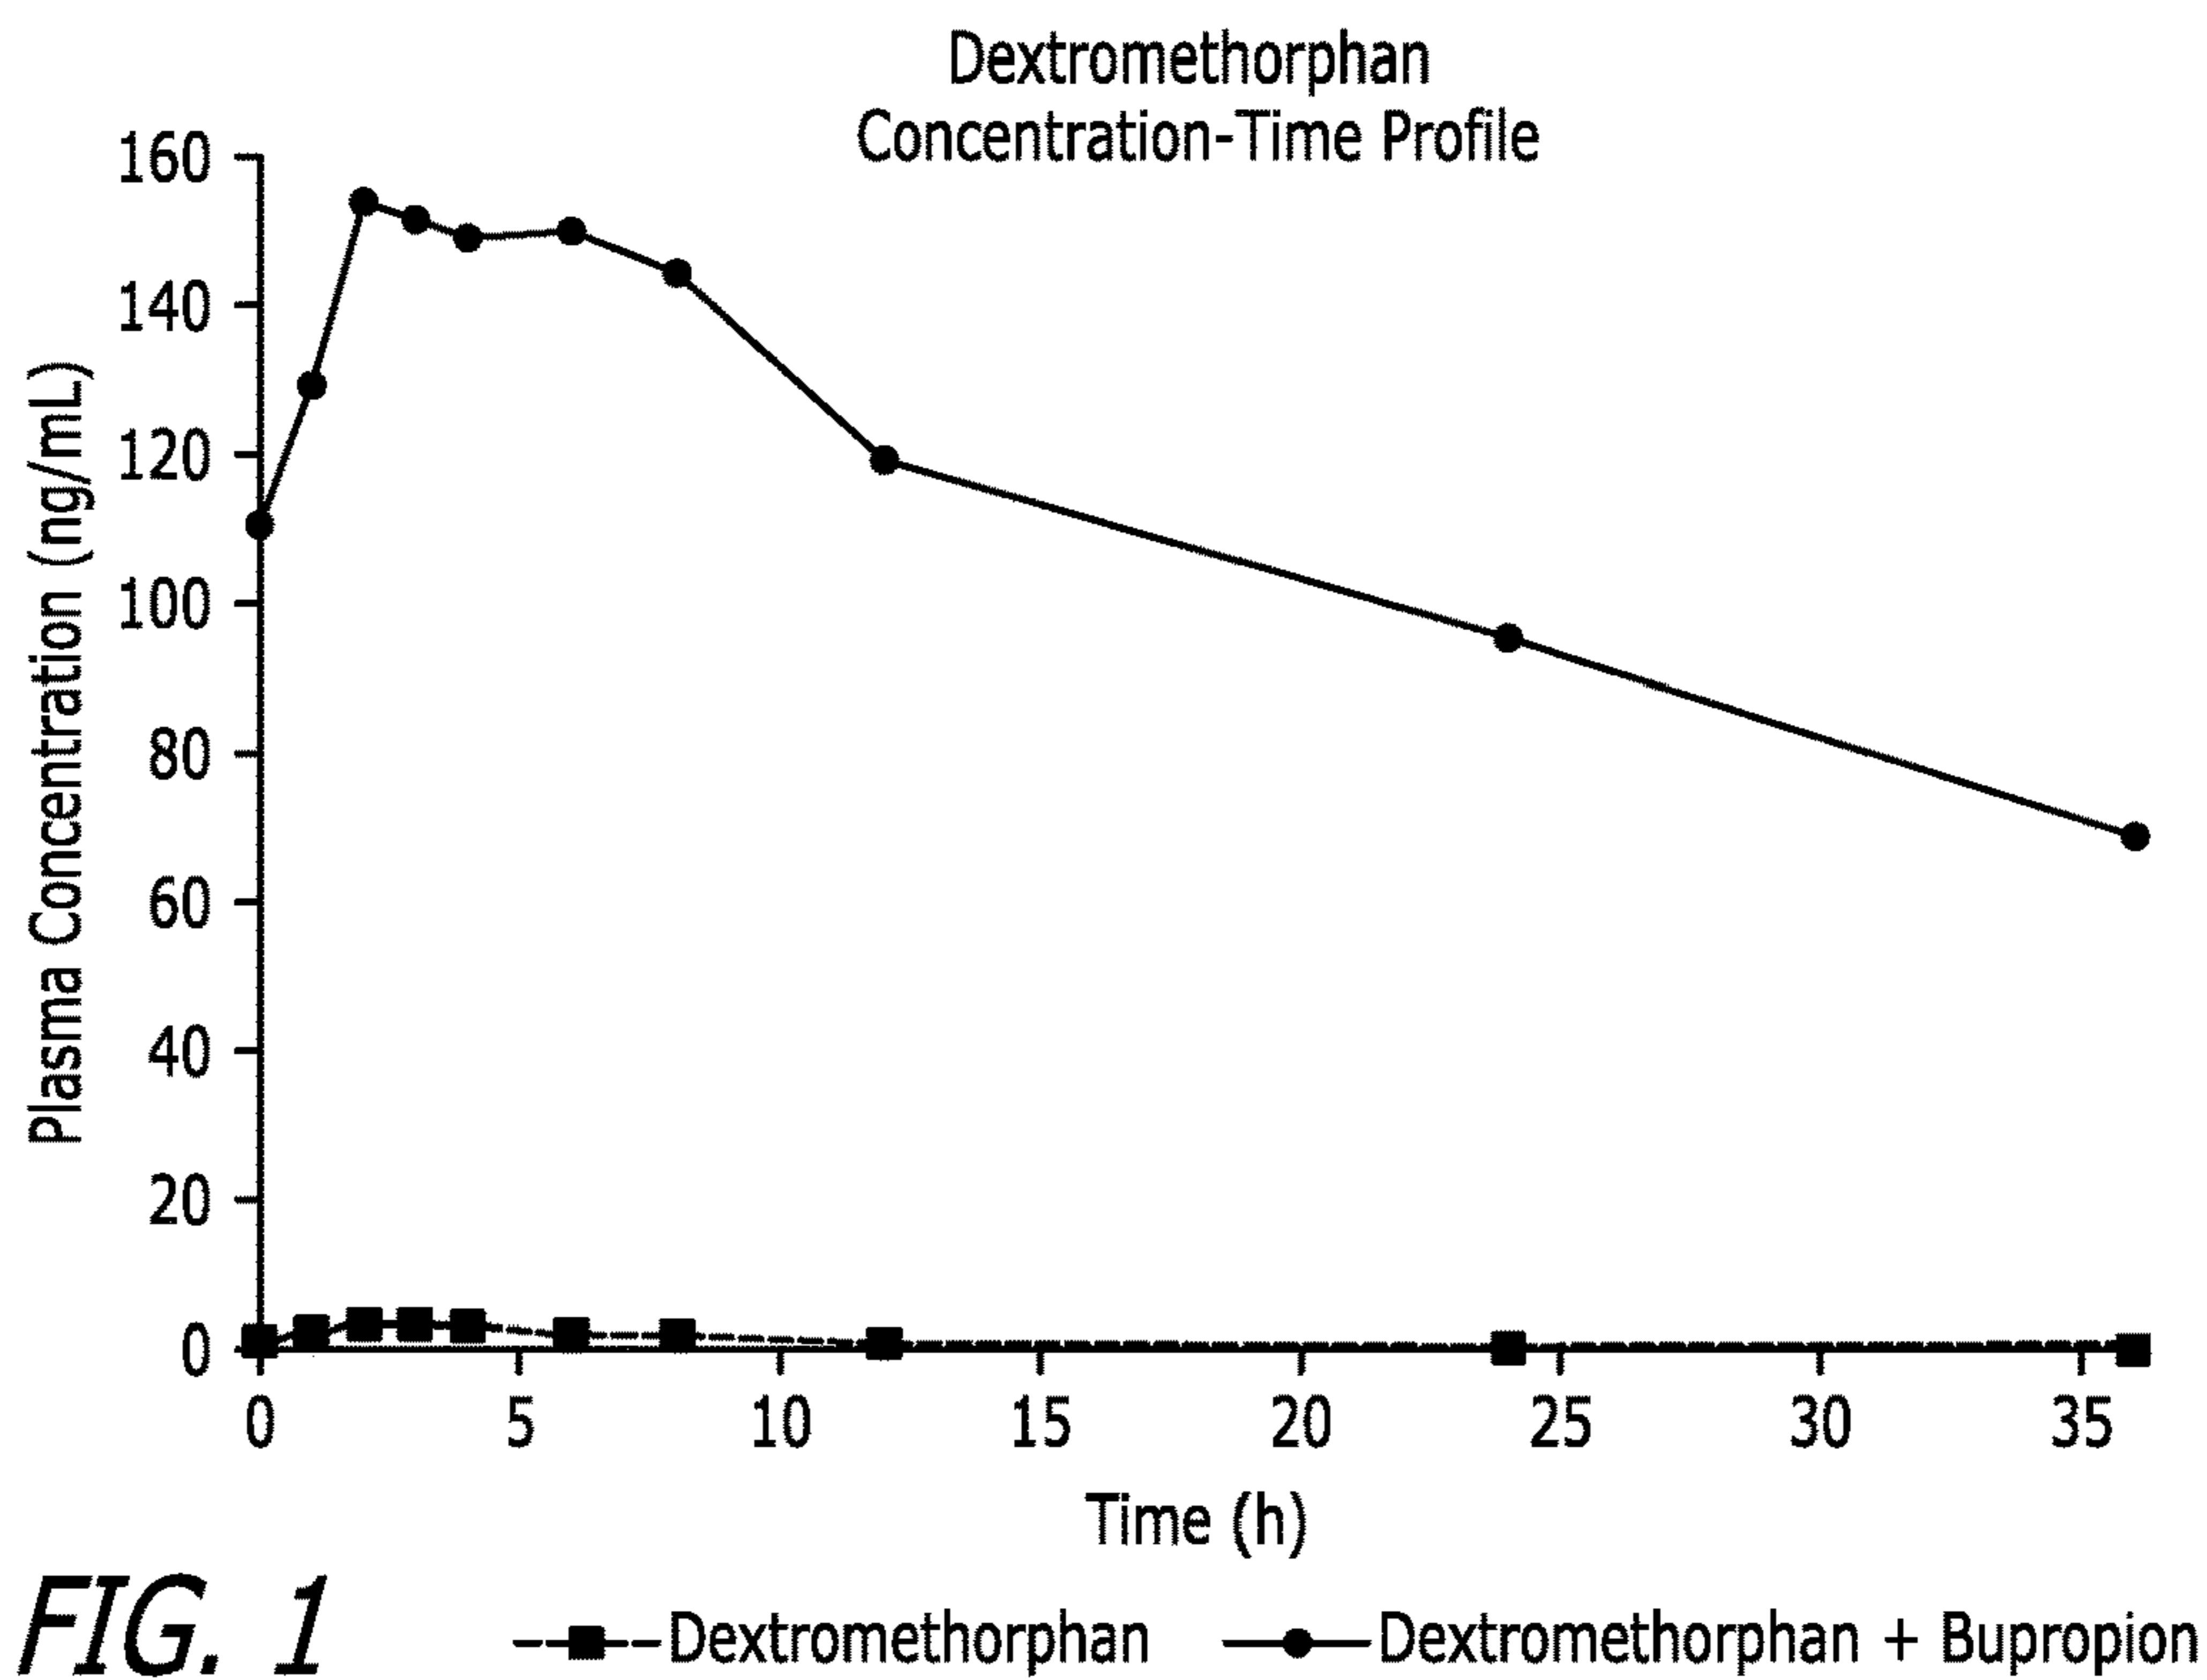 Dextromethorphan
Concentration-Time Profile
Plasma Concentration (ng/mL)
160
140
120
100
80
60
40
20
0
0 5 10 15 20 25 30 35
Time (h)
FIG. 1
Dextromethorphan Dextromethorphan + Bupropion